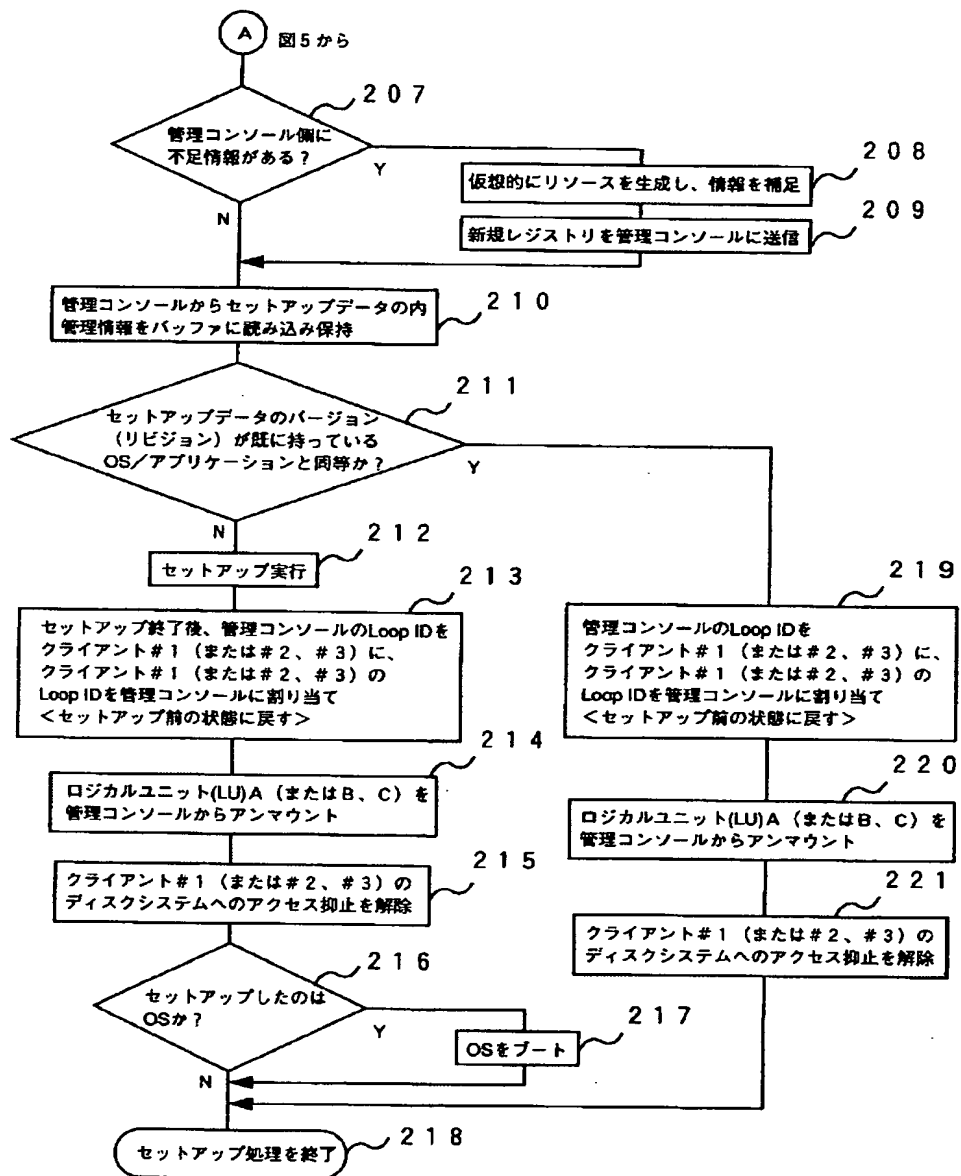 A 図5から
207
管理コンソール側に
不足情報がある？
Y
N
208
仮想的にリソースを生成し、情報を補足
209
新規レジストリを管理コンソールに送信
210
管理コンソールからセットアップデータの内
管理情報をバッファに読み込み保持
211
セットアップデータのバージョン
（リビジョン）が既に持っている
OS／アプリケーションと同等か？
Y
N
212
セットアップ実行
213
セットアップ終了後、管理コンソールのLoop IDを
クライアント＃1（または＃2、＃3）に、
クライアント＃1（または＃2、＃3）の
Loop IDを管理コンソールに割り当て
＜セットアップ前の状態に戻す＞
214
ロジカルユニット(LU)A（またはB、C）を
管理コンソールからアンマウント
215
クライアント＃1（または＃2、＃3）の
ディスクシステムへのアクセス抑止を解除
216
セットアップしたのは
OSか？
Y
N
217
OSをブート
218
セットアップ処理を終了
219
管理コンソールのLoop IDを
クライアント＃1（または＃2、＃3）に、
クライアント＃1（または＃2、＃3）の
Loop IDを管理コンソールに割り当て
＜セットアップ前の状態に戻す＞
220
ロジカルユニット(LU)A（またはB、C）を
管理コンソールからアンマウント
221
クライアント＃1（または＃2、＃3）の
ディスクシステムへのアクセス抑止を解除